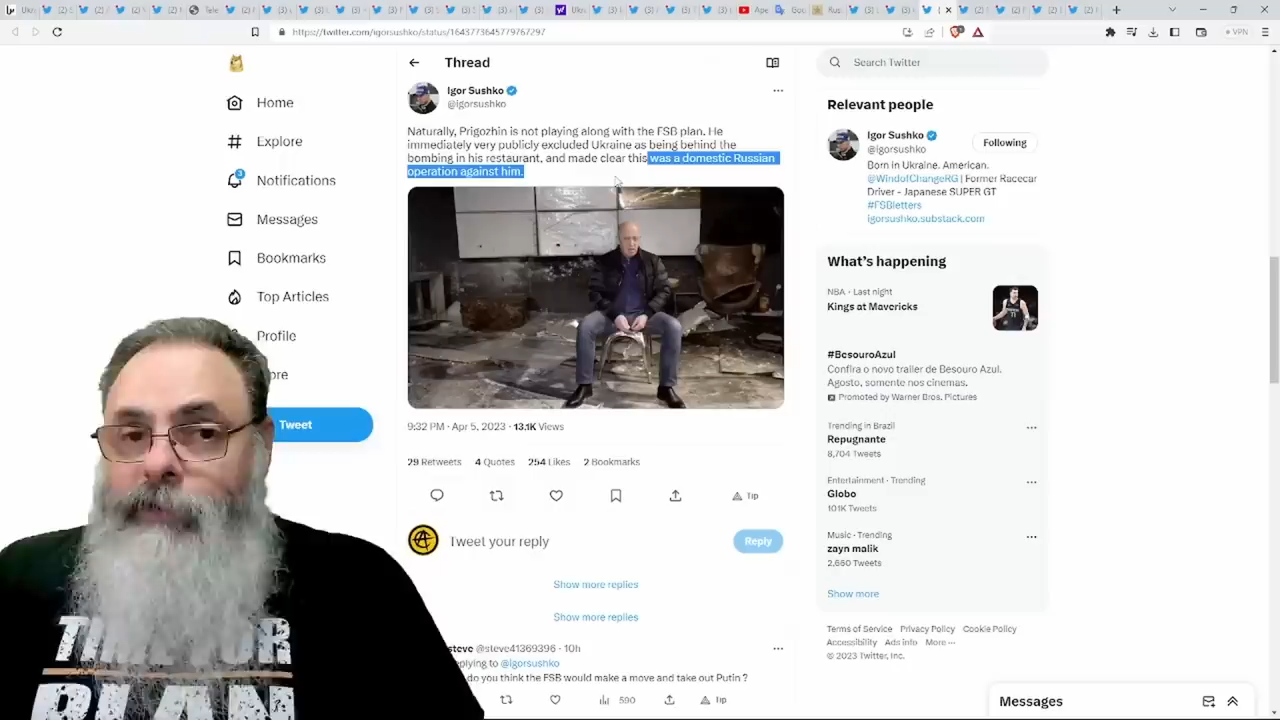 https://twitter.com/igorsushko/status/1643773645779767297
VPN
Home
Explore
3
Notifications
Messages
Bookmarks
Top Articles
Profile
Tweet
Thread
Igor Sushko
@igorsushko
Naturally, Prigozhin is not playing along with the FSB plan. He
immediately very publicly excluded Ukraine as being behind the
bombing in his restaurant, and made clear this was a domestic Russian
operation against him.
9:32 PM · Apr 5, 2023 · 13.1K Views
29 Retweets 4 Quotes 254 Likes 2 Bookmarks
Tip
Tweet your reply
Reply
Show more replies
Show more replies
steve @steve41369396 · 10h
@igorsushko
do you think the FSB would make a move and take out Putin ?
590
Tip
Search Twitter
Relevant people
Igor Sushko
@igorsushko
Following
Born in Ukraine. American.
@WindofChangeRG | Former Racecar
Driver - Japanese SUPER GT
#FSBletters
igorsushko.substack.com
What's happening
NBA · Last night
Kings at Mavericks
#BesouroAzul
Confira o novo trailer de Besouro Azul.
Agosto, somente nos cinemas.
Promoted by Warner Bros. Pictures
Trending in Brazil
Repugnante
8,704 Tweets
Entertainment · Trending
Globo
101K Tweets
Music · Trending
zayn malik
2,660 Tweets
Show more
Terms of Service Privacy Policy Cookie Policy
Accessibility Ads info More ···
© 2023 Twitter, Inc.
Messages